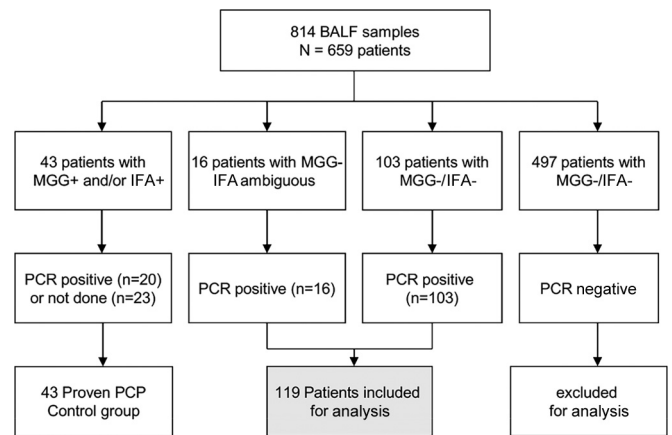 814 BALF samples
N = 659 patients
43 patients with
MGG+ and/or IFA+
16 patients with MGG-
IFA ambiguous
103 patients with
MGG-/IFA-
497 patients with
MGG-/IFA-
PCR positive (n=20)
or not done (n=23)
PCR positive (n=16)
PCR positive
(n=103)
PCR negative
43 Proven PCP
Control group
119 Patients included
for analysis
excluded
for analysis